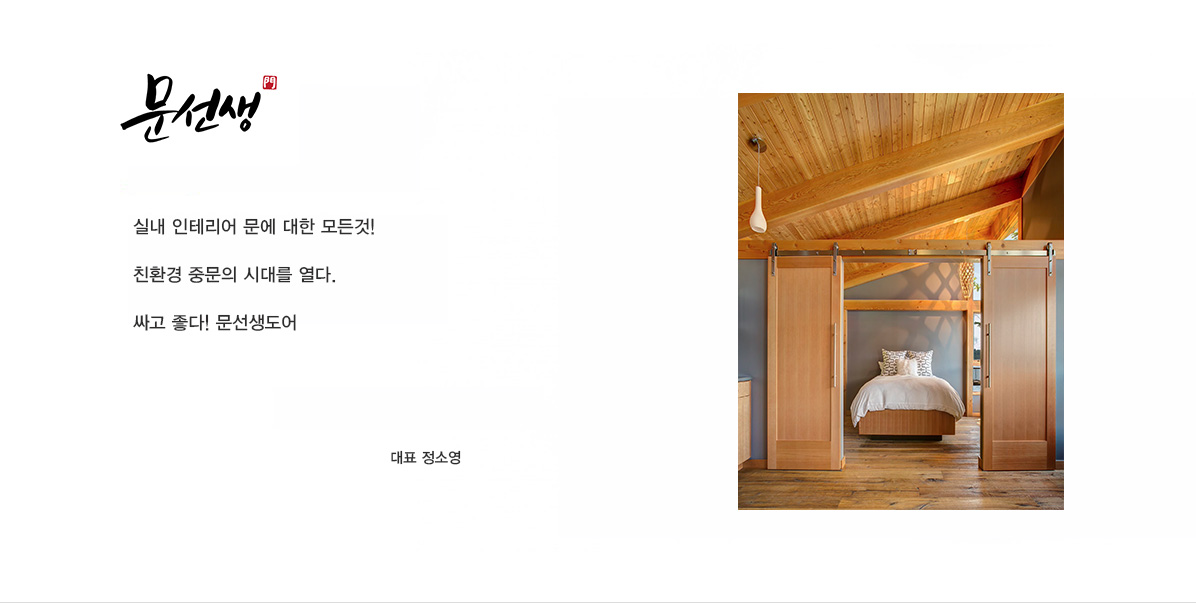 문선생
門
실내 인테리어 문에 대한 모든것!
친환경 중문의 시대를 열다.
싸고 좋다! 문선생도어
대표 정소영